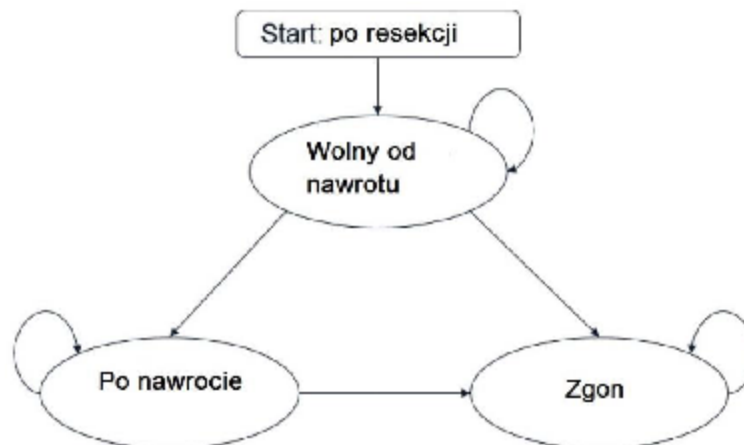 Start: po resekcji
Wolny od
nawrotu
Po nawrocie
Zgon